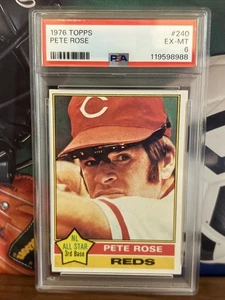 1976 TOPPS #240
PETE ROSE EX-MT
6
PSA 119598988
C
NL
ALL STAR
3rd Base
PETE ROSE
REDS